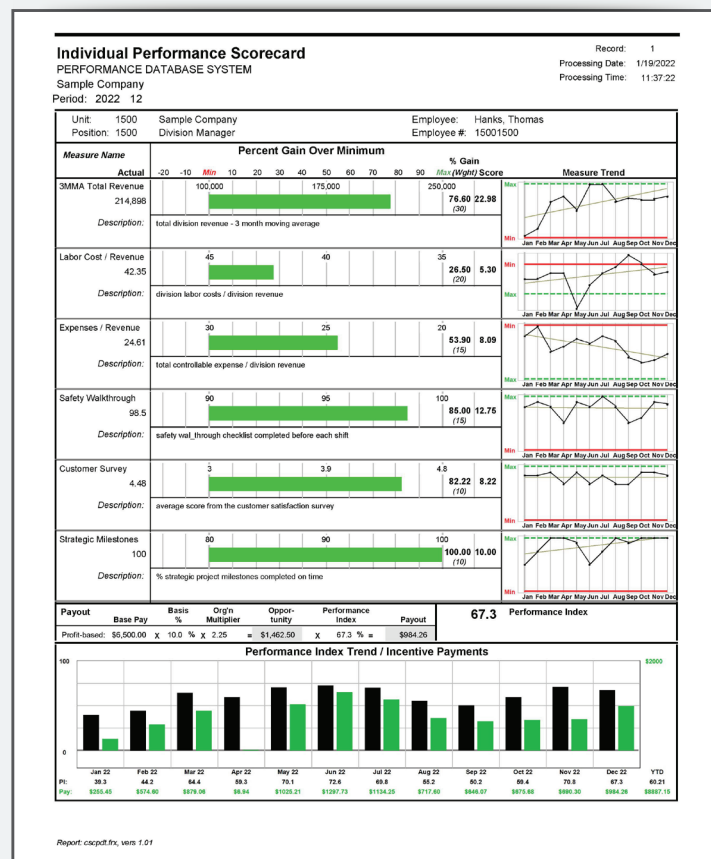 Individual Performance Scorecard
PERFORMANCE DATABASE SYSTEM
Sample Company
Period: 2022 12
Record: 1
Processing Date: 1/19/2022
Processing Time: 11:37:22
Unit: 1500 Sample Company Employee: Hanks, Thomas
Position: 1500 Division Manager Employee #: 15001500
Measure Name Percent Gain Over Minimum % Gain
Actual -20 -10 Min 10 20 30 40 50 60 70 80 90 Max (Wght) Score Measure Trend
3MMA Total Revenue 100,000 175,000 250,000 Max
214,898 76.60 22.98
(30)
Description: total division revenue - 3 month moving average Min
Jan Feb Mar Apr May Jun Jul Aug Sep Oct Nov Dec
Labor Cost / Revenue 45 40 35 Min
42.35 26.50 5.30
(20)
Description: division labor costs / division revenue Max
Jan Feb Mar Apr May Jun Jul Aug Sep Oct Nov Dec
Expenses / Revenue 30 25 20 Min
24.61 53.90 8.09
(15)
Description: total controllable expense / division revenue Max
Jan Feb Mar Apr May Jun Jul Aug Sep Oct Nov Dec
Safety Walkthrough 90 95 100 Max
98.5 85.00 12.75
(15)
Description: safety wal_through checklist completed before each shift Min
Jan Feb Mar Apr May Jun Jul Aug Sep Oct Nov Dec
Customer Survey 3 3.9 4.8 Max
4.48 82.22 8.22
(10)
Description: average score from the customer satisfaction survey Min
Jan Feb Mar Apr May Jun Jul Aug Sep Oct Nov Dec
Strategic Milestones 80 90 100 Max
100 100.00 10.00
(10)
Description: % strategic project milestones completed on time Min
Jan Feb Mar Apr May Jun Jul Aug Sep Oct Nov Dec
Payout Base Pay Basis % Org'n Multiplier Oppor-tunity Performance Index Payout 67.3 Performance Index
Profit-based: $6,500.00 X 10.0 % X 2.25 = $1,462.50 X 67.3 % = $984.26
Performance Index Trend / Incentive Payments
100 $2000
0
Jan 22 Feb 22 Mar 22 Apr 22 May 22 Jun 22 Jul 22 Aug 22 Sep 22 Oct 22 Nov 22 Dec 22 YTD
PI: 39.3 44.2 64.4 59.3 70.1 72.6 69.8 55.2 50.2 59.4 70.8 67.3 60.21
Pay: $574.60 $879.06 $1025.21 $1297.73 $1134.25 $717.60 $675.68 $690.30 $984.26 $8887.15
Report: cscpdt.frx, vers 1.01